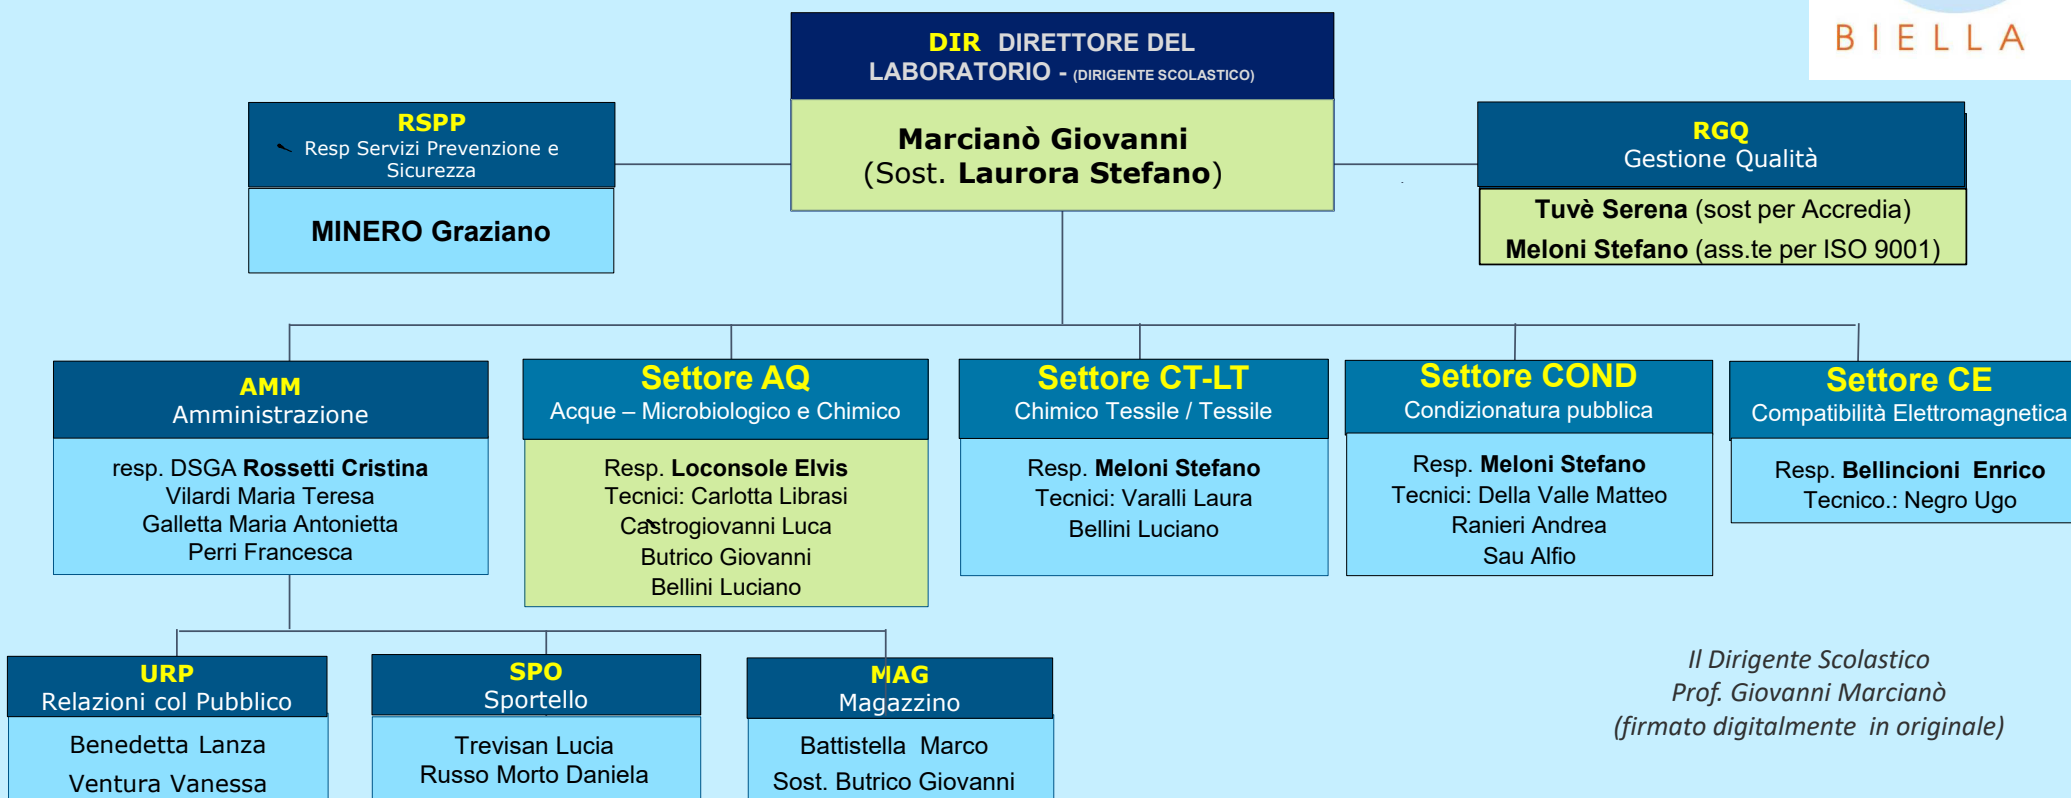 BIELLA
DIR DIRETTORE DEL
LABORATORIO - (DIRIGENTE SCOLASTICO)
Marcianò Giovanni
(Sost. Laurora Stefano)
RSPP
Resp Servizi Prevenzione e
Sicurezza
MINERO Graziano
RGQ
Gestione Qualità
Tuvè Serena (sost per Accredia)
Meloni Stefano (ass.te per ISO 9001)
AMM
Amministrazione
resp. DSGA Rossetti Cristina
Vilardi Maria Teresa
Galletta Maria Antonietta
Perri Francesca
Settore AQ
Acque – Microbiologico e Chimico
Resp. Loconsole Elvis
Tecnici: Carlotta Librasi
Castrogiovanni Luca
Butrico Giovanni
Bellini Luciano
Settore CT-LT
Chimico Tessile / Tessile
Resp. Meloni Stefano
Tecnici: Varalli Laura
Bellini Luciano
Settore COND
Condizionatura pubblica
Resp. Meloni Stefano
Tecnici: Della Valle Matteo
Ranieri Andrea
Sau Alfio
Settore CE
Compatibilità Elettromagnetica
Resp. Bellincioni Enrico
Tecnico.: Negro Ugo
URP
Relazioni col Pubblico
Benedetta Lanza
Ventura Vanessa
SPO
Sportello
Trevisan Lucia
Russo Morto Daniela
MAG
Magazzino
Battistella Marco
Sost. Butrico Giovanni
Il Dirigente Scolastico
Prof. Giovanni Marcianò
(firmato digitalmente in originale)